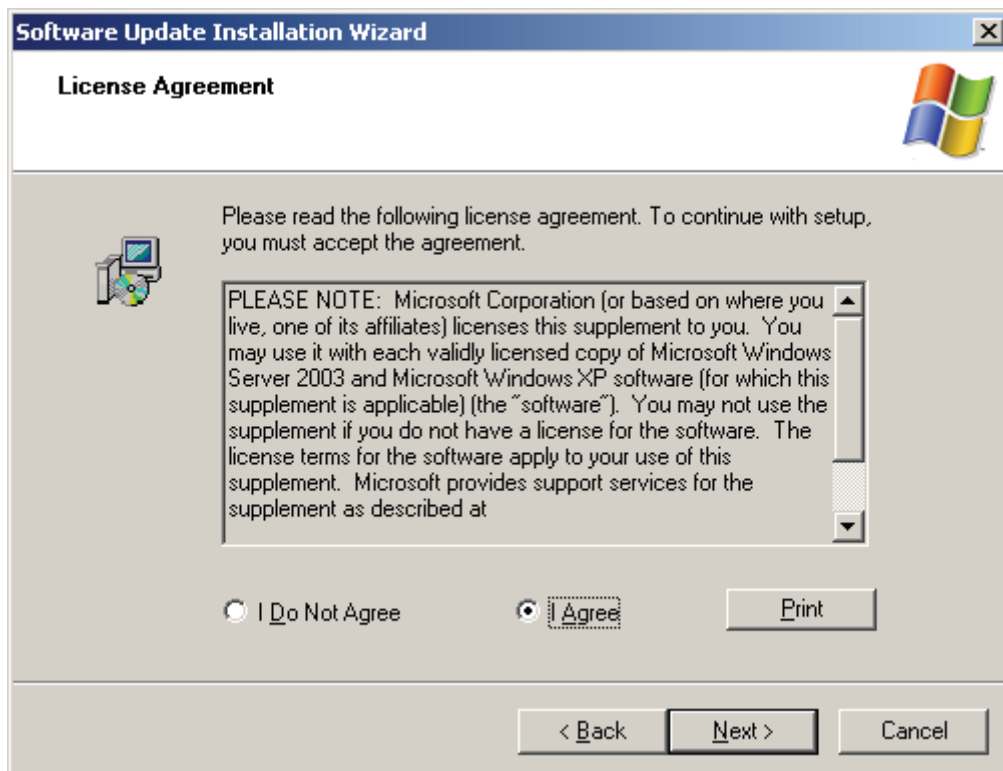 Software Update Installation Wizard
License Agreement
Please read the following license agreement. To continue with setup,
you must accept the agreement.
PLEASE NOTE:  Microsoft Corporation (or based on where you
live, one of its affiliates) licenses this supplement to you.  You
may use it with each validly licensed copy of Microsoft Windows
Server 2003 and Microsoft Windows XP software (for which this
supplement is applicable) (the "software").  You may not use the
supplement if you do not have a license for the software.  The
license terms for the software apply to your use of this
supplement.  Microsoft provides support services for the
supplement as described at
I Do Not Agree
I Agree
Print
< Back
Next >
Cancel